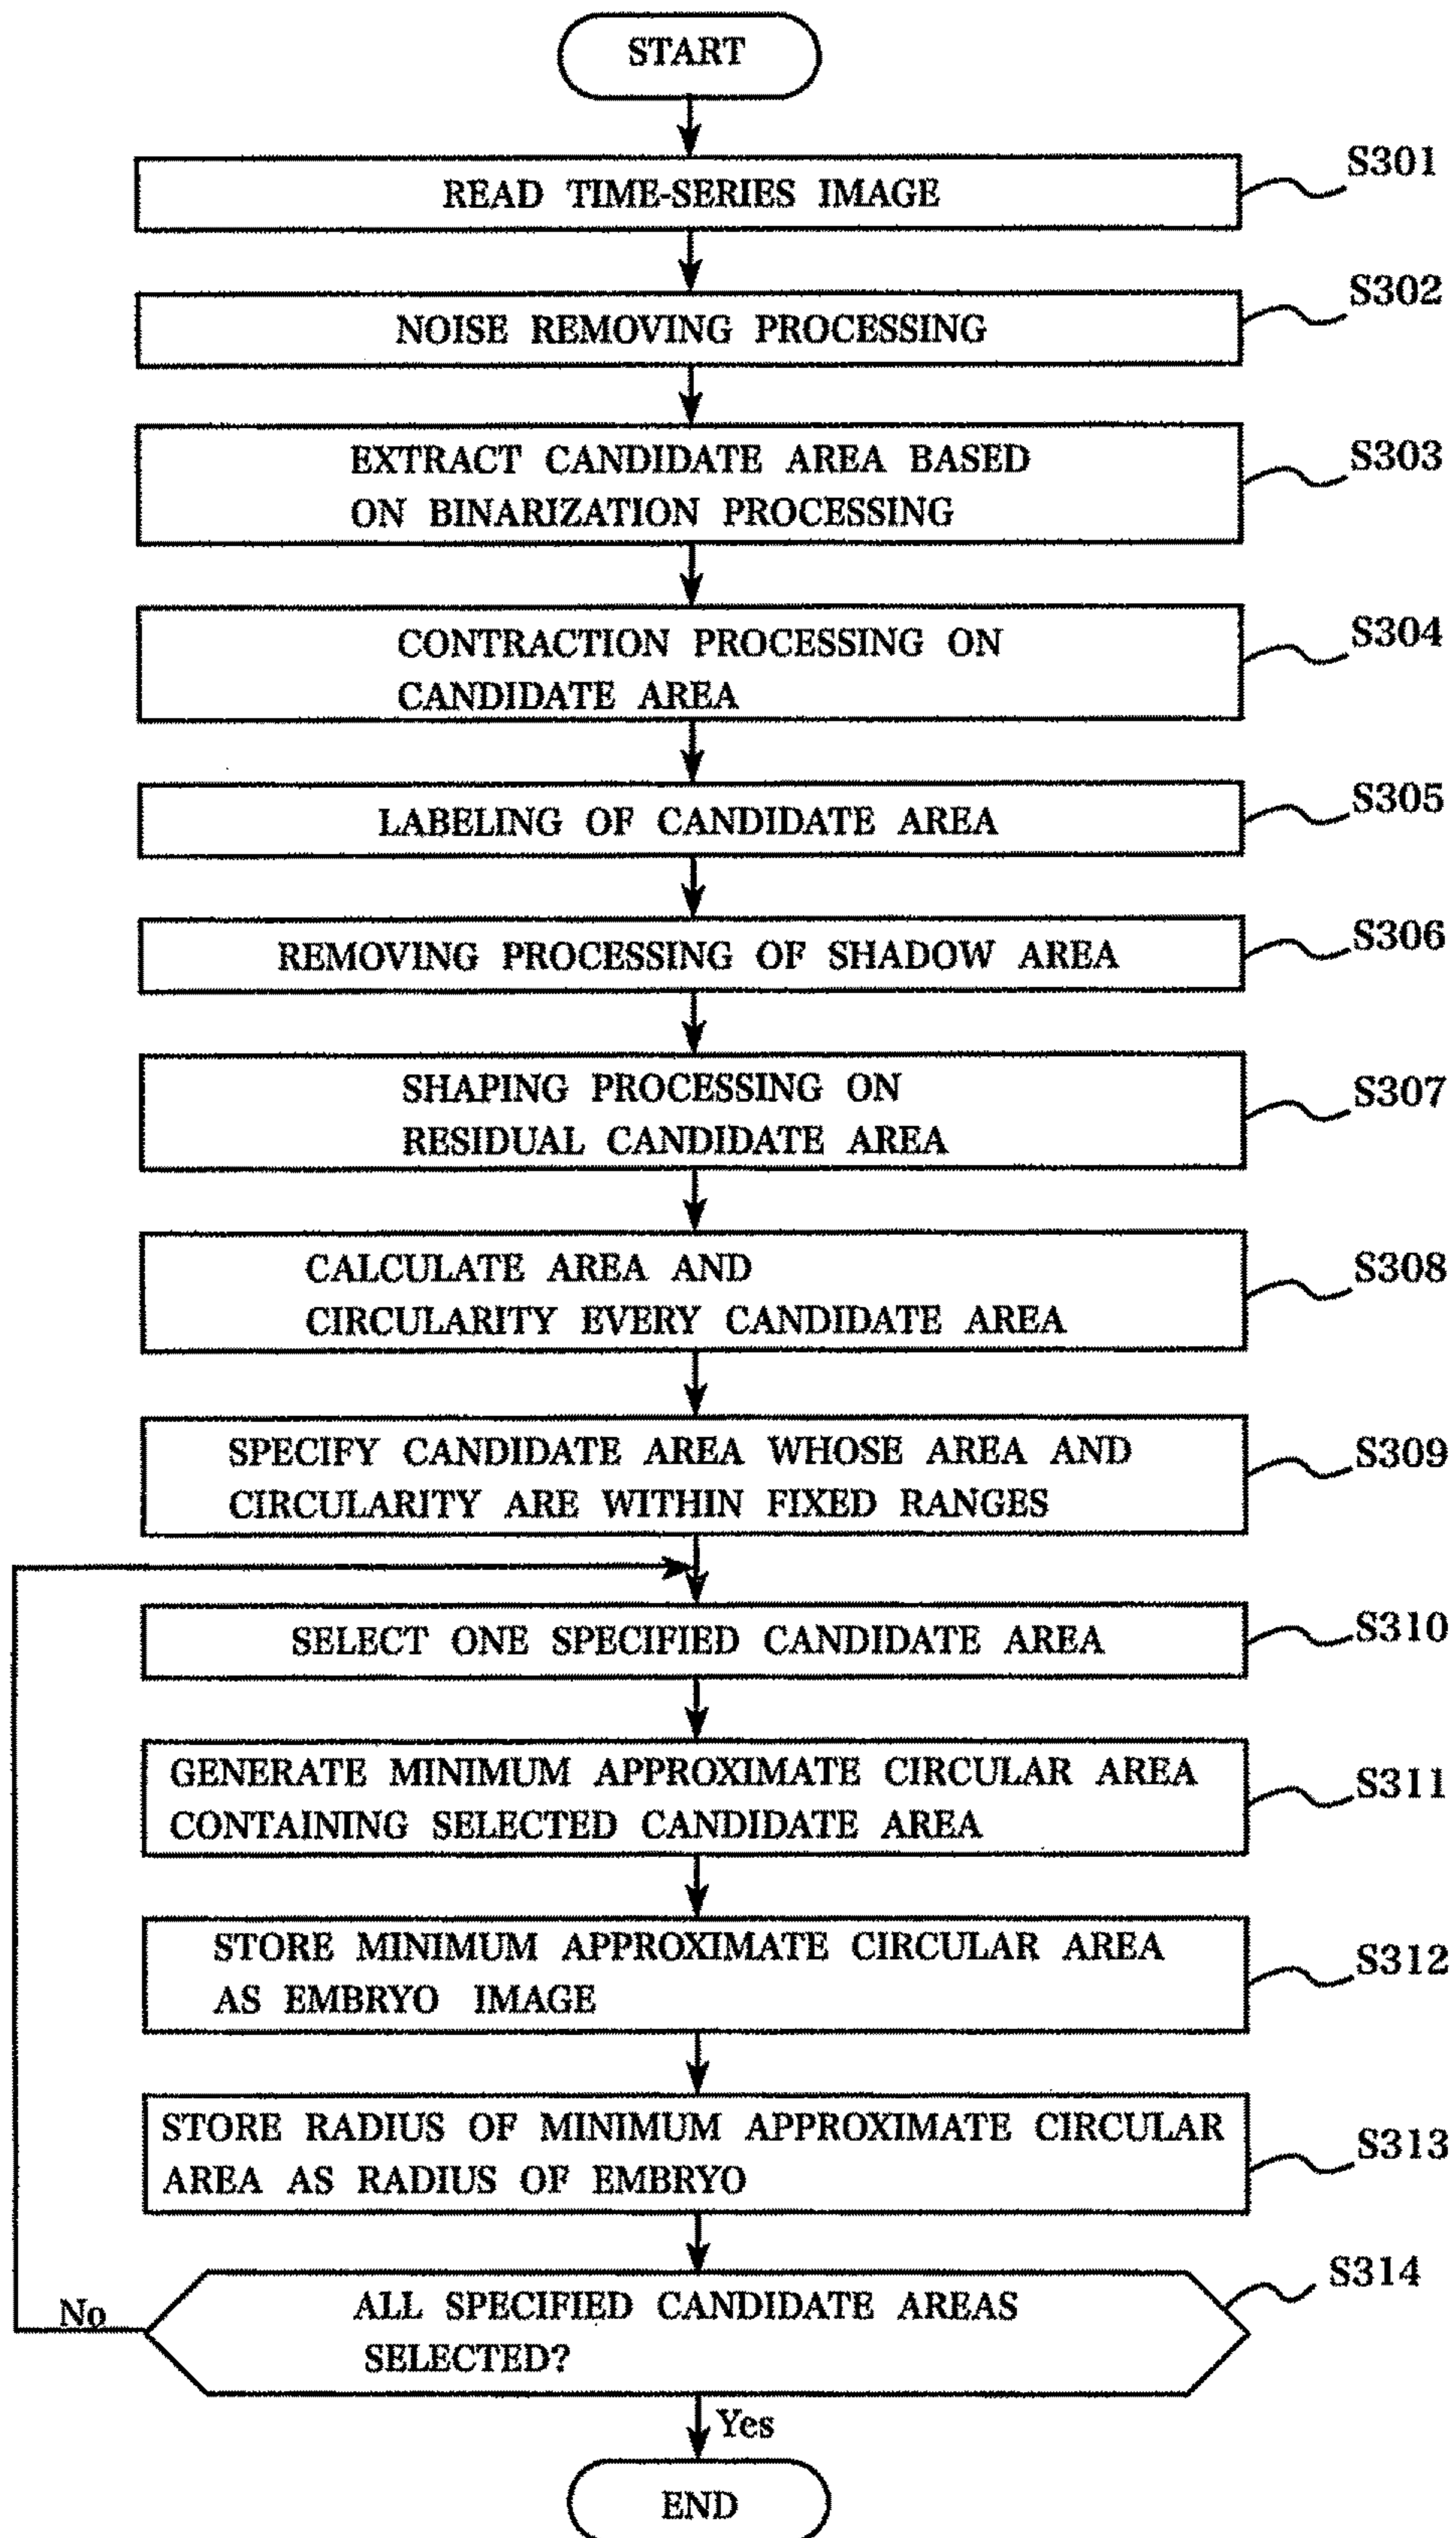 START
READ TIME-SERIES IMAGE
S301
NOISE REMOVING PROCESSING
S302
EXTRACT CANDIDATE AREA BASED
ON BINARIZATION PROCESSING
S303
CONTRACTION PROCESSING ON
CANDIDATE AREA
S304
LABELING OF CANDIDATE AREA
S305
REMOVING PROCESSING OF SHADOW AREA
S306
SHAPING PROCESSING ON
RESIDUAL CANDIDATE AREA
S307
CALCULATE AREA AND
CIRCULARITY EVERY CANDIDATE AREA
S308
SPECIFY CANDIDATE AREA WHOSE AREA AND
CIRCULARITY ARE WITHIN FIXED RANGES
S309
SELECT ONE SPECIFIED CANDIDATE AREA
S310
GENERATE MINIMUM APPROXIMATE CIRCULAR AREA
CONTAINING SELECTED CANDIDATE AREA
S311
STORE MINIMUM APPROXIMATE CIRCULAR AREA
AS EMBRYO IMAGE
S312
STORE RADIUS OF MINIMUM APPROXIMATE CIRCULAR
AREA AS RADIUS OF EMBRYO
S313
ALL SPECIFIED CANDIDATE AREAS
SELECTED?
S314
No
Yes
END